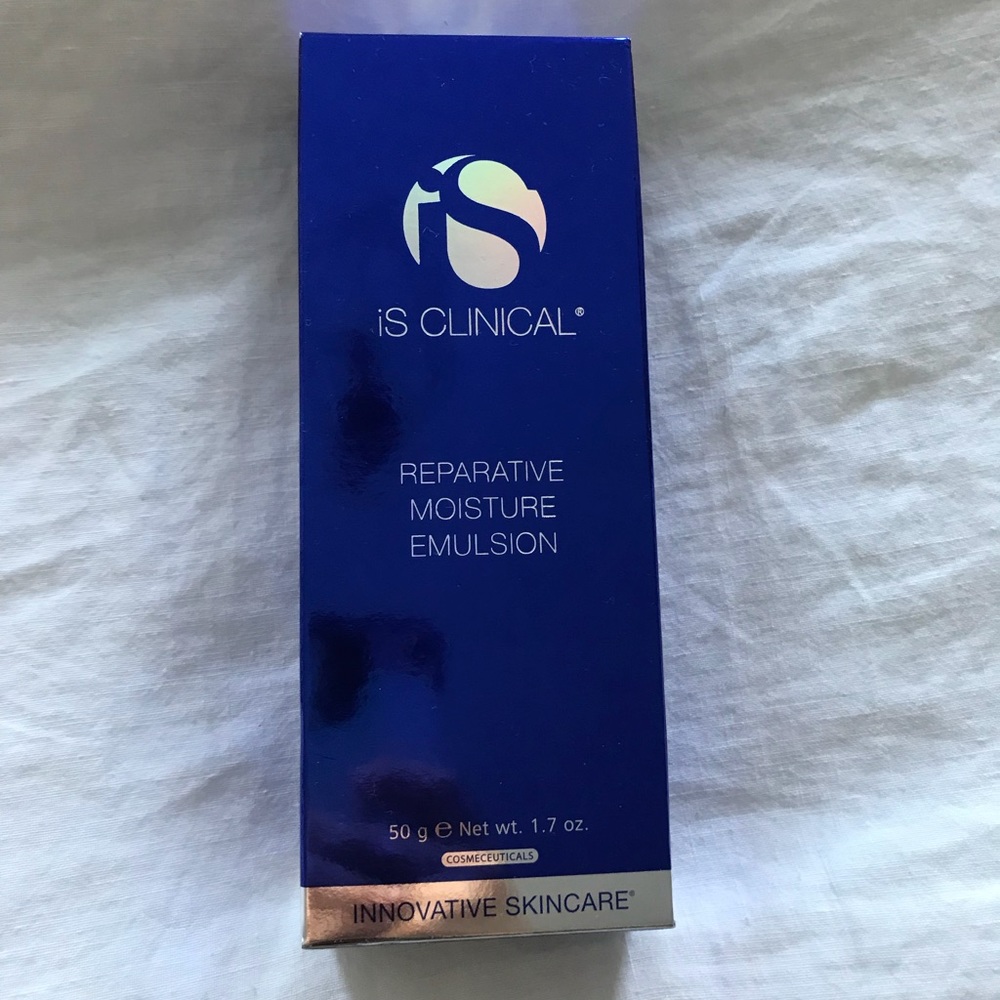 iS
iS CLINICAL®
REPARATIVE
MOISTURE
EMULSION
50 g ℮ Net wt. 1.7 oz.
COSMECEUTICALS
INNOVATIVE SKINCARE®